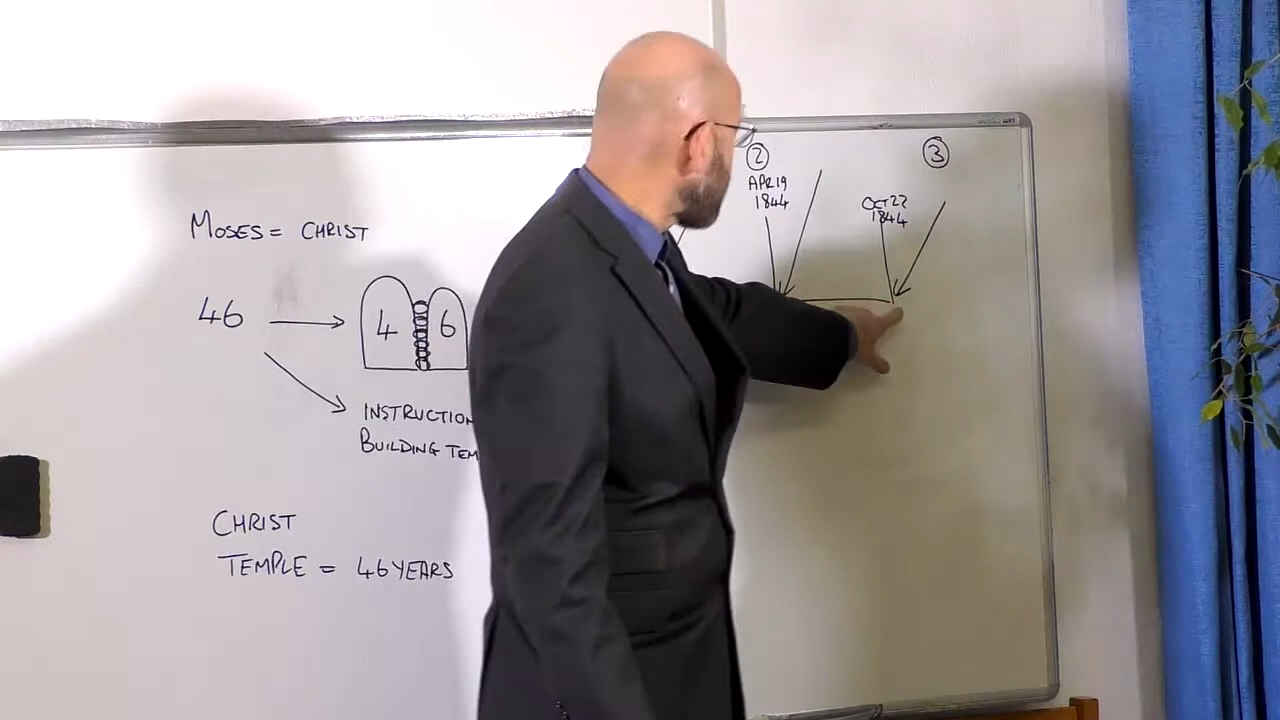 MOSES = CHRIST
46
4 6
INSTRUCTION
BUILDING TEM
CHRIST
TEMPLE = 46 YEARS
2
APR 19
1844
OCT 22
1844
3